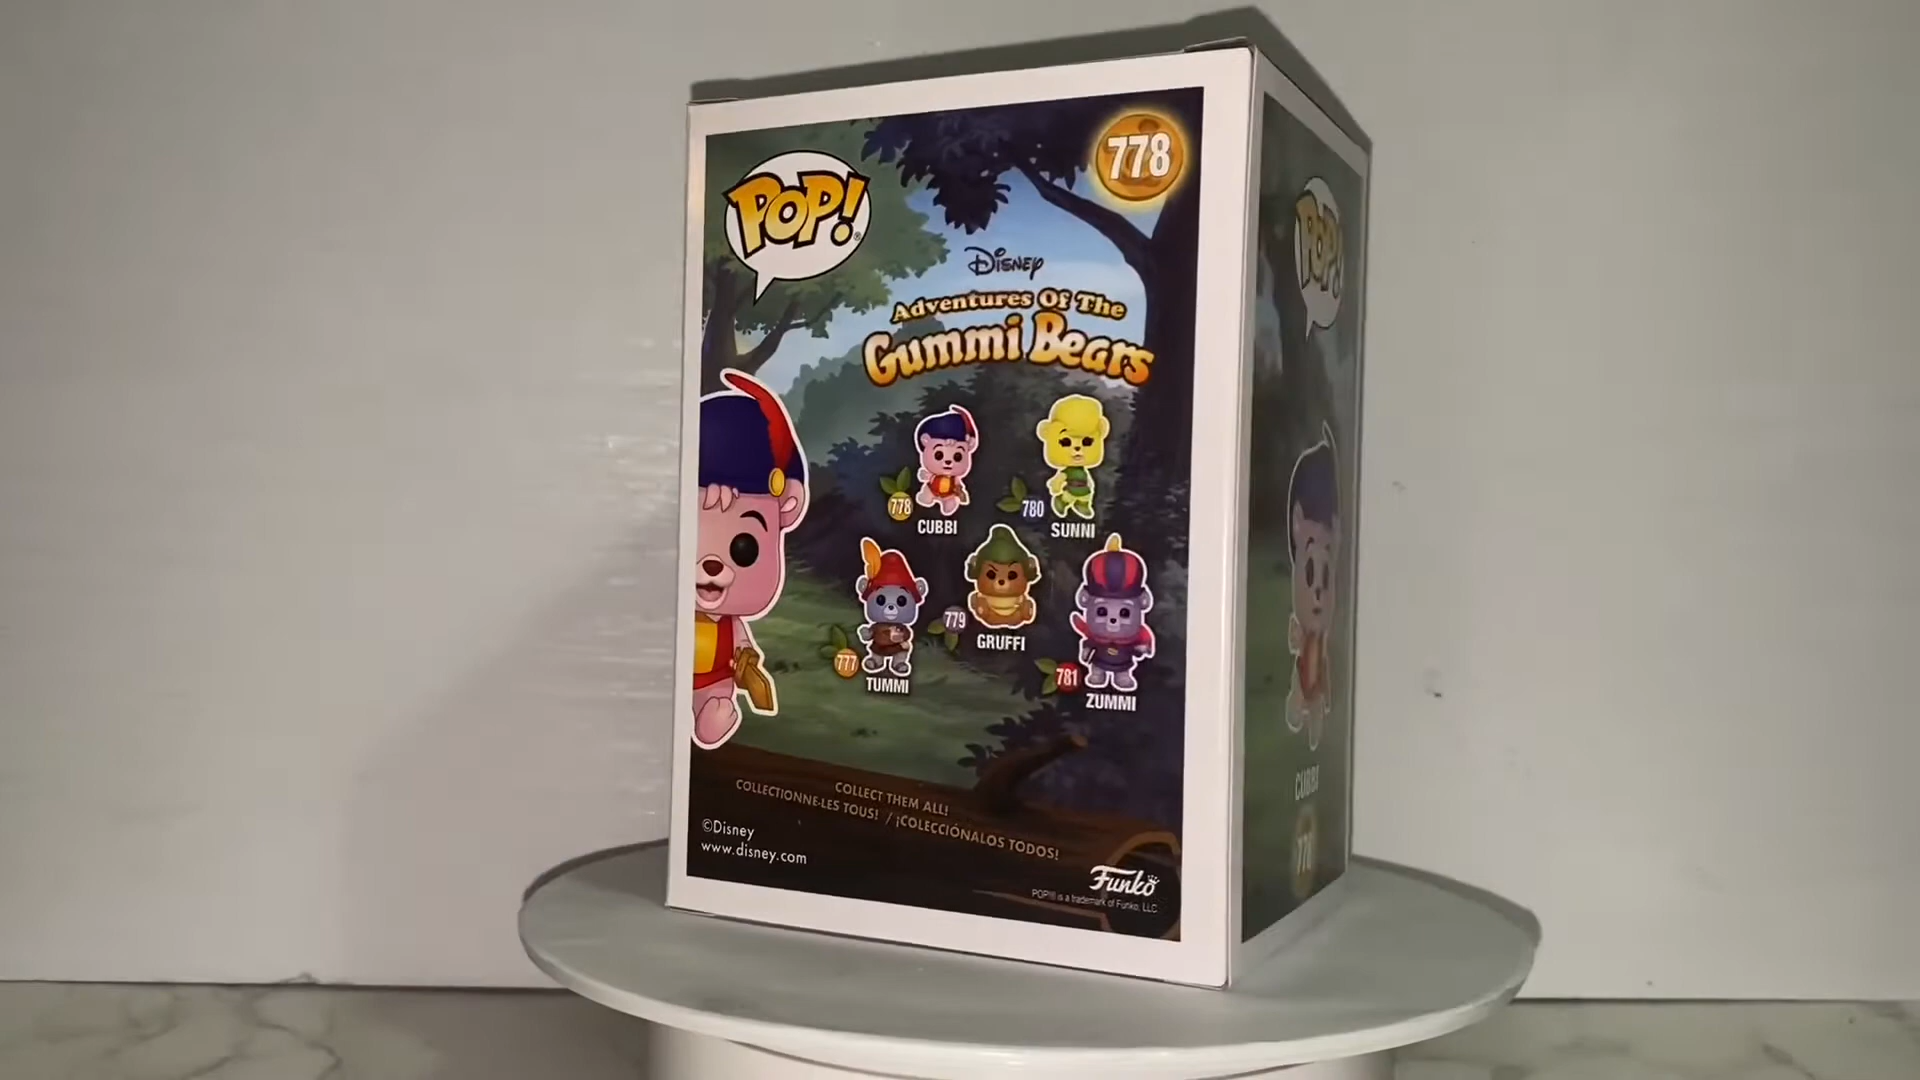 POP!
778
DISNEY
Adventures Of The
Gummi Bears
778
CUBBI
780
SUNNI
777
TUMMI
779
GRUFFI
781
ZUMMI
COLLECT THEM ALL!
COLLECTIONNE-LES TOUS! / ¡COLECCIÓNALOS TODOS!
©Disney
www.disney.com
Funko
POP!® is a trademark of Funko, LLC
POP!
CUBBI
778